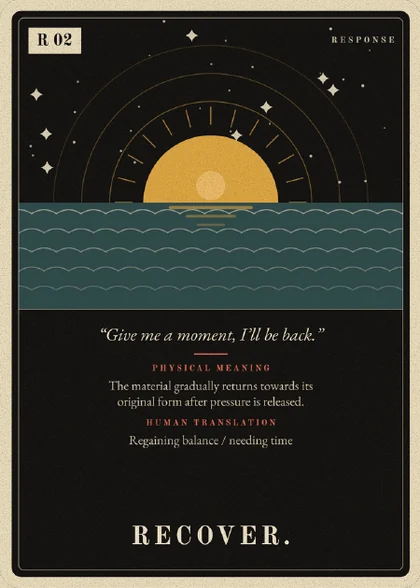 R 02
RESPONSE
“Give me a moment, I’ll be back.”
PHYSICAL MEANING
The material gradually returns towards its
original form after pressure is released.
HUMAN TRANSLATION
Regaining balance / needing time
RECOVER.